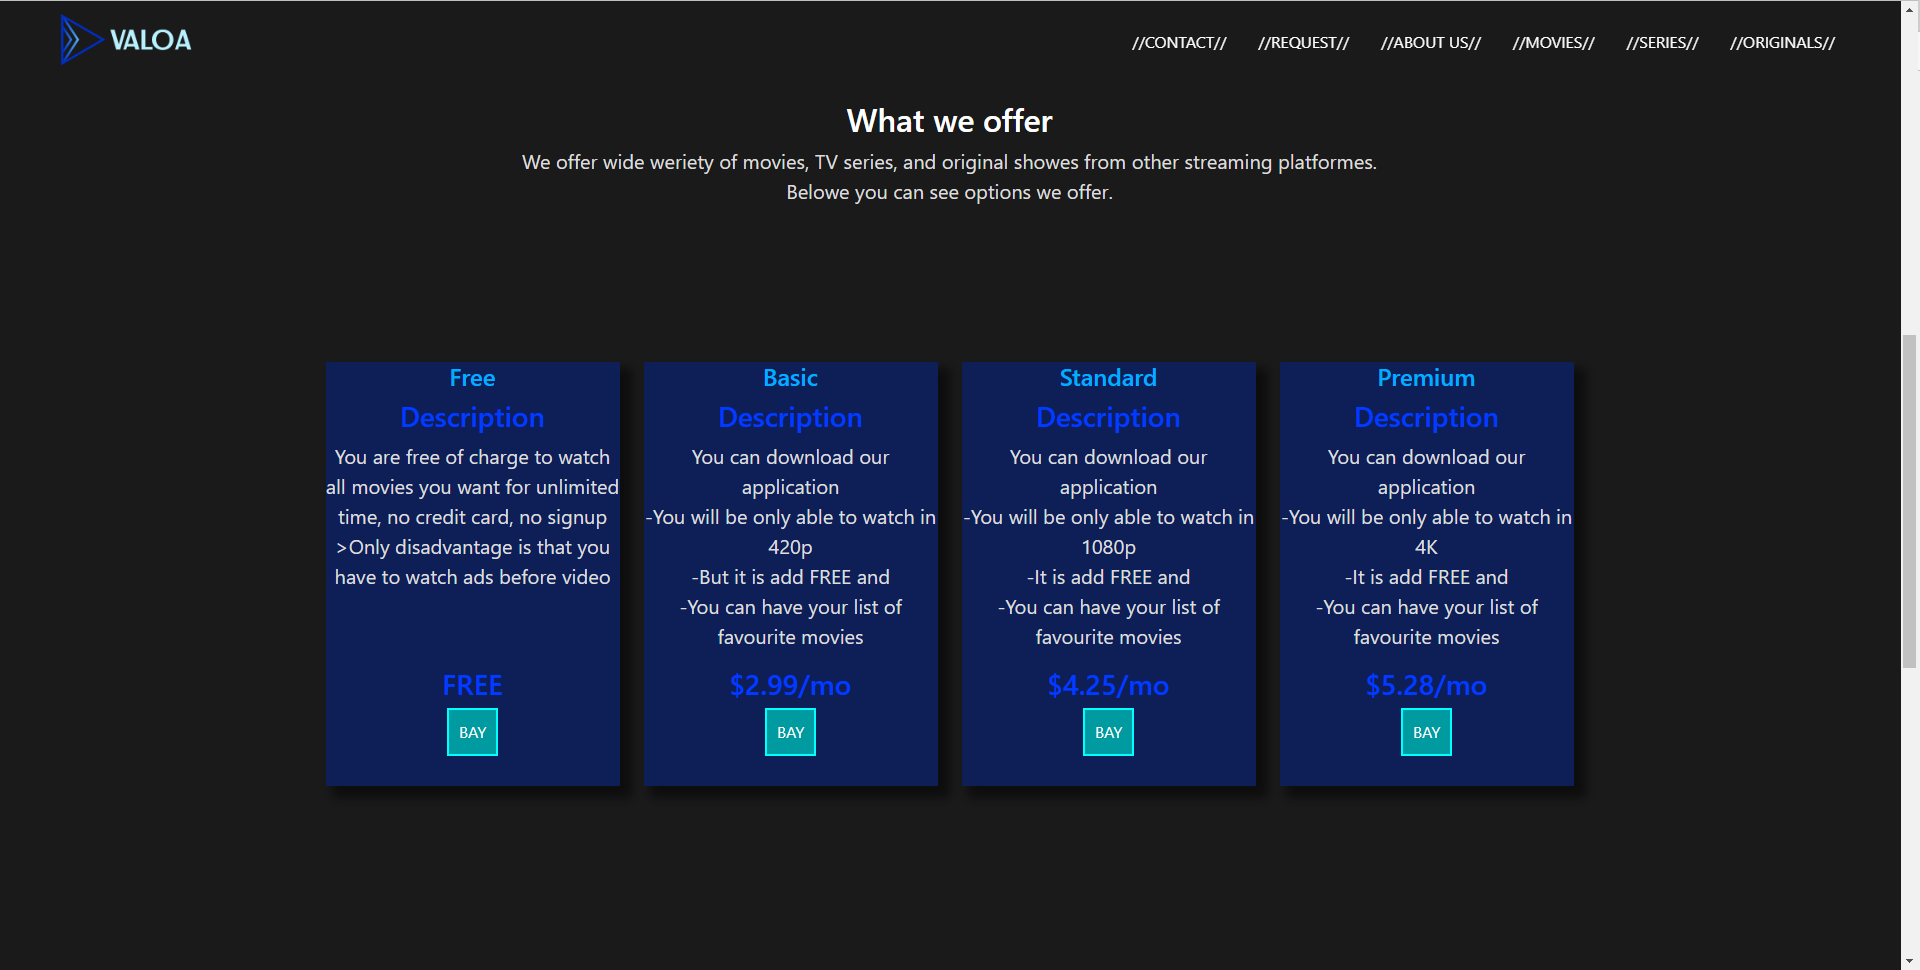 VALOA
//CONTACT// //REQUEST// //ABOUT US// //MOVIES// //SERIES// //ORIGINALS//
What we offer
We offer wide weriety of movies, TV series, and original showes from other streaming platformes.
Belowe you can see options we offer.
Free
Description
You are free of charge to watch
all movies you want for unlimited
time, no credit card, no signup
>Only disadvantage is that you
have to watch ads before video
FREE
BAY
Basic
Description
You can download our
application
-You will be only able to watch in
420p
-But it is add FREE and
-You can have your list of
favourite movies
$2.99/mo
BAY
Standard
Description
You can download our
application
-You will be only able to watch in
1080p
-It is add FREE and
-You can have your list of
favourite movies
$4.25/mo
BAY
Premium
Description
You can download our
application
-You will be only able to watch in
4K
-It is add FREE and
-You can have your list of
favourite movies
$5.28/mo
BAY